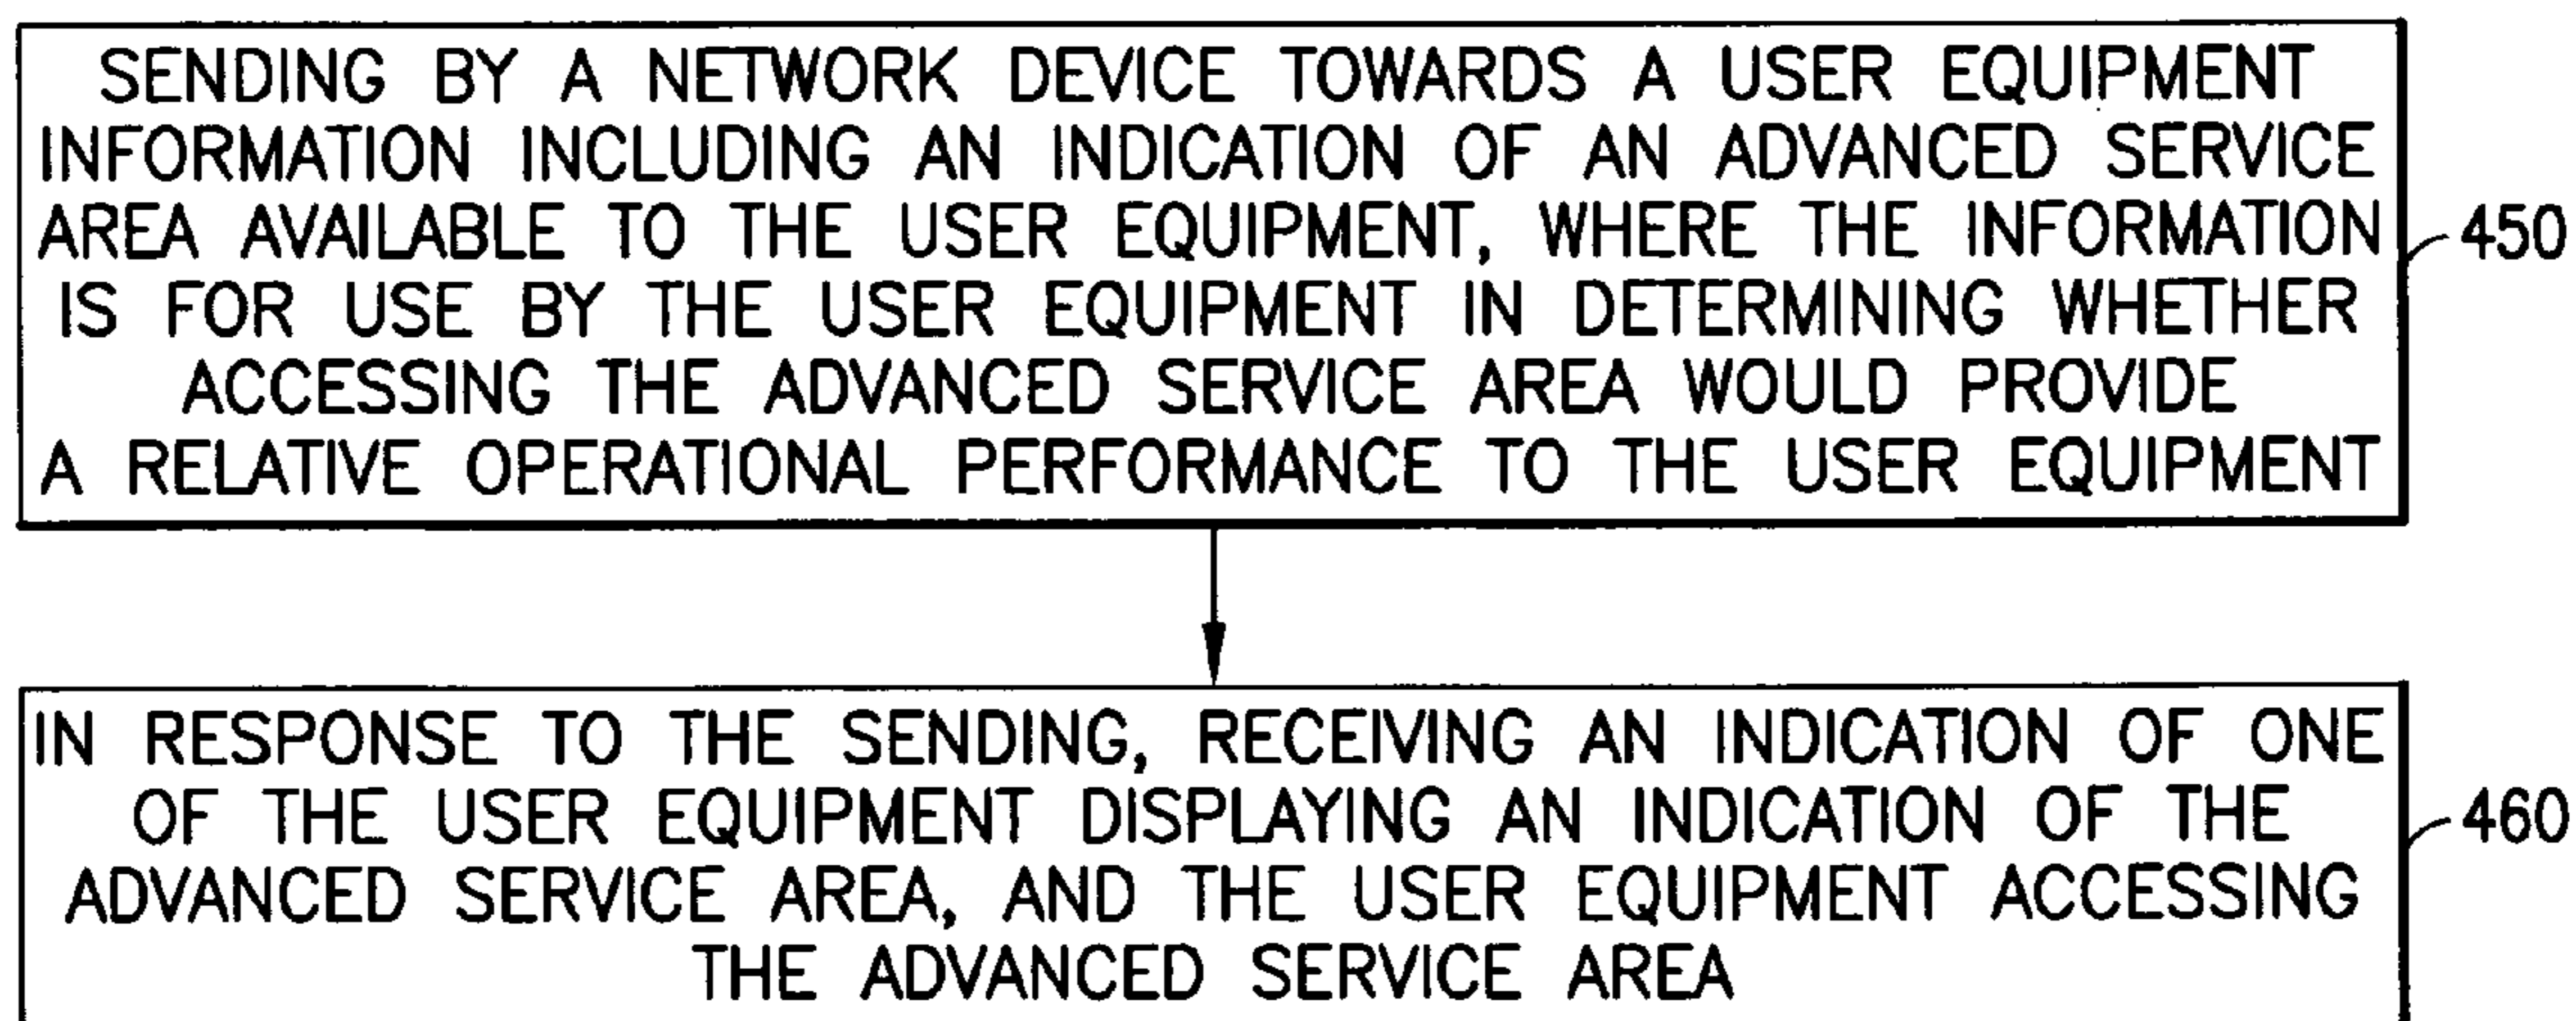 SENDING BY A NETWORK DEVICE TOWARDS A USER EQUIPMENT
INFORMATION INCLUDING AN INDICATION OF AN ADVANCED SERVICE
AREA AVAILABLE TO THE USER EQUIPMENT, WHERE THE INFORMATION
IS FOR USE BY THE USER EQUIPMENT IN DETERMINING WHETHER
ACCESSING THE ADVANCED SERVICE AREA WOULD PROVIDE
A RELATIVE OPERATIONAL PERFORMANCE TO THE USER EQUIPMENT
450
IN RESPONSE TO THE SENDING, RECEIVING AN INDICATION OF ONE
OF THE USER EQUIPMENT DISPLAYING AN INDICATION OF THE
ADVANCED SERVICE AREA, AND THE USER EQUIPMENT ACCESSING
THE ADVANCED SERVICE AREA
460